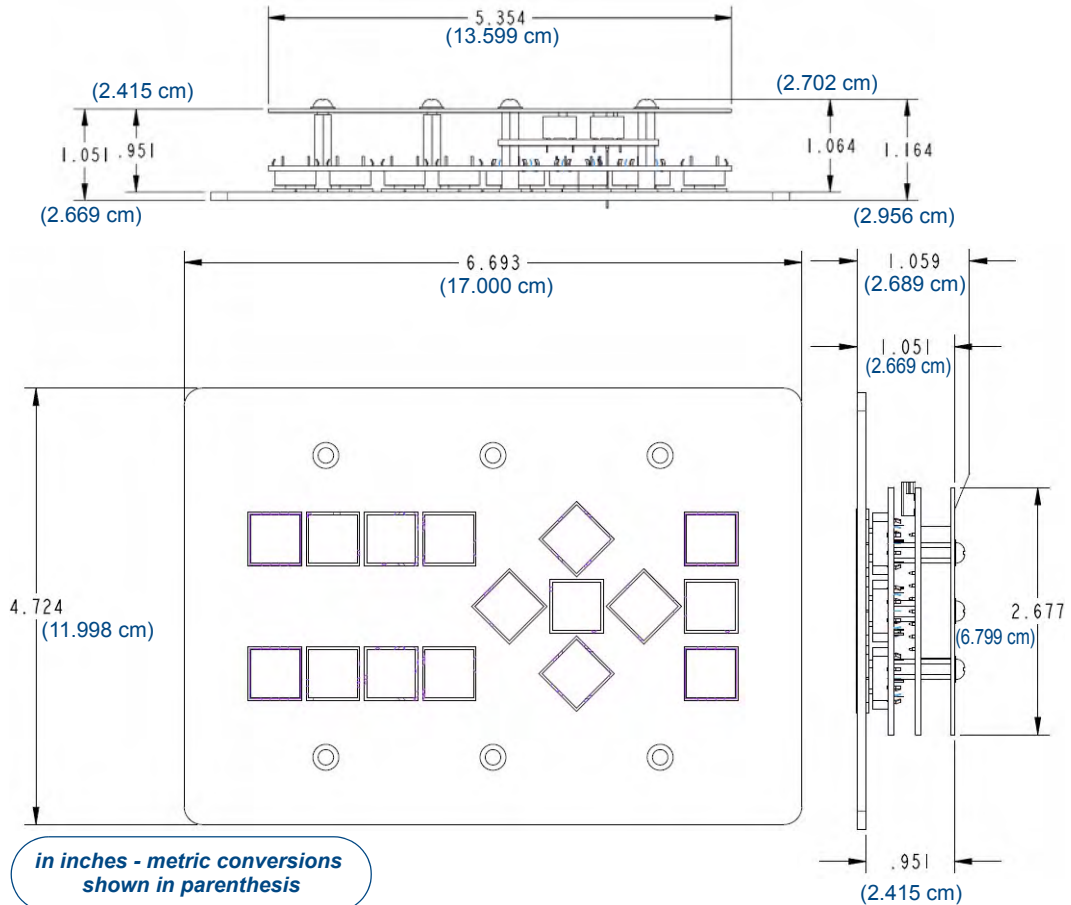 5.354
(13.599 cm)
(2.415 cm)
(2.702 cm)
1.051
.951
1.064
1.164
(2.669 cm)
(2.956 cm)
6.693
(17.000 cm)
1.059
(2.689 cm)
1.051
(2.669 cm)
4.724
(11.998 cm)
2.677
(6.799 cm)
.951
(2.415 cm)
in inches - metric conversions
shown in parenthesis